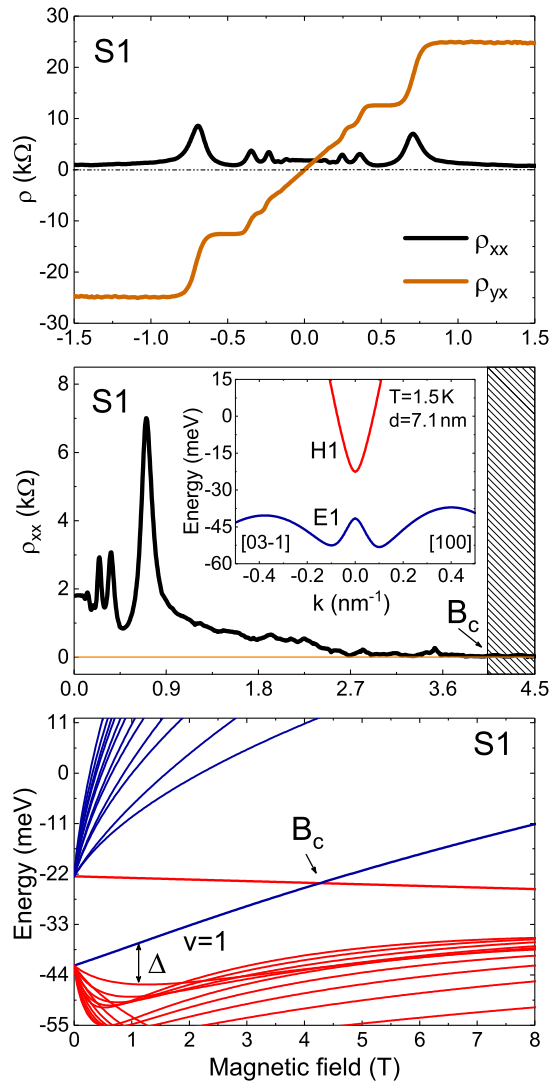 S1
30
20
10
0
-10
-20
-30
ρ (kΩ)
ρxx
ρyx
-1.5 -1.0 -0.5 0.0 0.5 1.0 1.5
S1
8
6
4
2
0
ρxx (kΩ)
15
0
-15
-30
-45
-60
Energy (meV)
T=1.5 K
d=7.1 nm
H1
E1
[03-1] [100]
-0.4 -0.2 0.0 0.2 0.4
k (nm-1)
Bc
0.0 0.9 1.8 2.7 3.6 4.5
11
0
-11
-22
-33
-44
-55
Energy (meV)
S1
Bc
ν=1
Δ
0 1 2 3 4 5 6 7 8
Magnetic field (T)